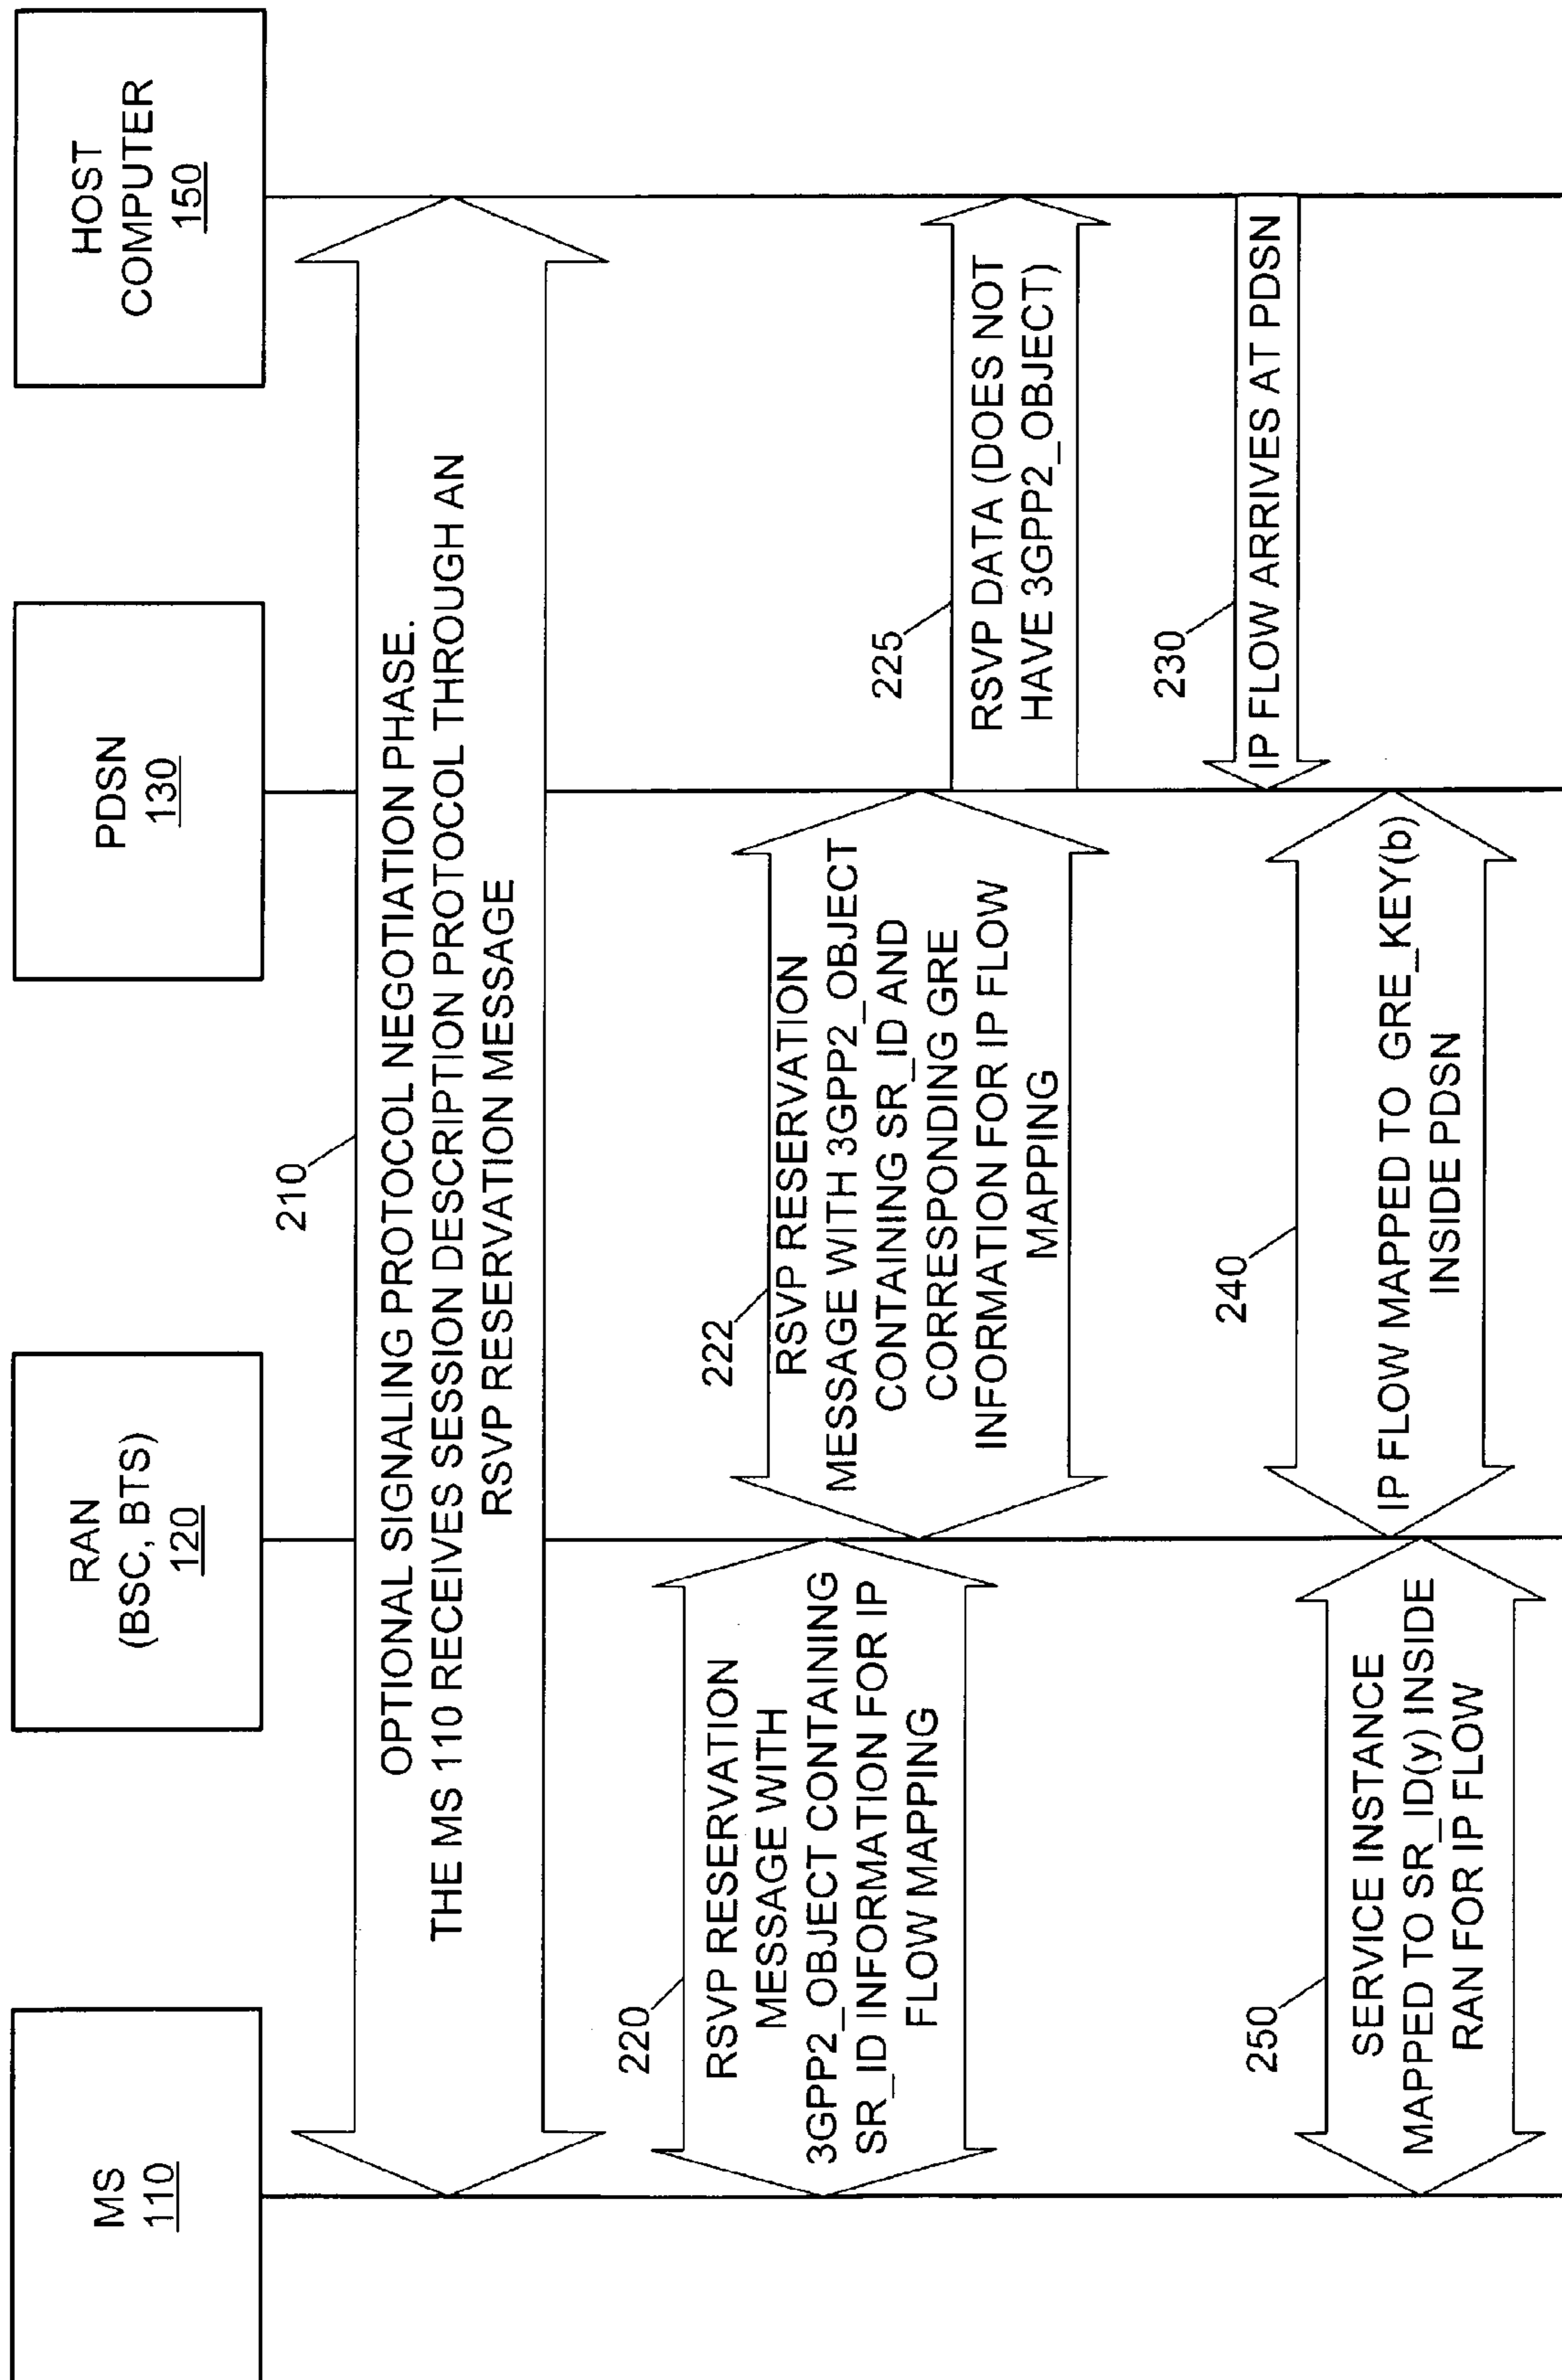 MS
110
RAN
(BSC, BTS)
120
PDSN
130
HOST
COMPUTER
150
210
OPTIONAL SIGNALING PROTOCOL NEGOTIATION PHASE.
THE MS 110 RECEIVES SESSION DESCRIPTION PROTOCOL THROUGH AN
RSVP RESERVATION MESSAGE
220
RSVP RESERVATION
MESSAGE WITH
3GPP2_OBJECT CONTAINING
SR_ID INFORMATION FOR IP
FLOW MAPPING
222
RSVP RESERVATION
MESSAGE WITH 3GPP2_OBJECT
CONTAINING SR_ID AND
CORRESPONDING GRE
INFORMATION FOR IP FLOW
MAPPING
225
RSVP DATA (DOES NOT
HAVE 3GPP2_OBJECT)
230
IP FLOW ARRIVES AT PDSN
240
IP FLOW MAPPED TO GRE_KEY(b)
INSIDE PDSN
250
SERVICE INSTANCE
MAPPED TO SR_ID(y) INSIDE
RAN FOR IP FLOW